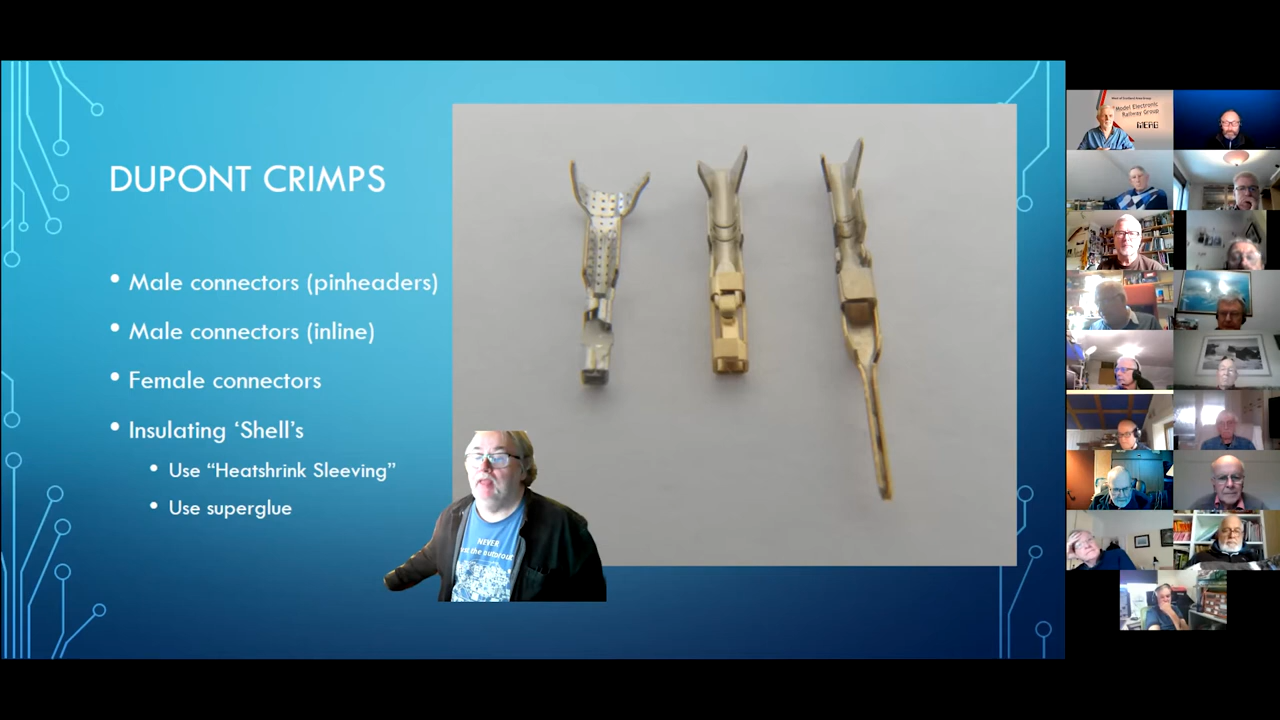 DUPONT CRIMPS
• Male connectors (pinheaders)
• Male connectors (inline)
• Female connectors
• Insulating ‘Shell’s
• Use “Heatshrink Sleeving”
• Use superglue
NEVER
the
Model Electronic
Railway Group
MERG